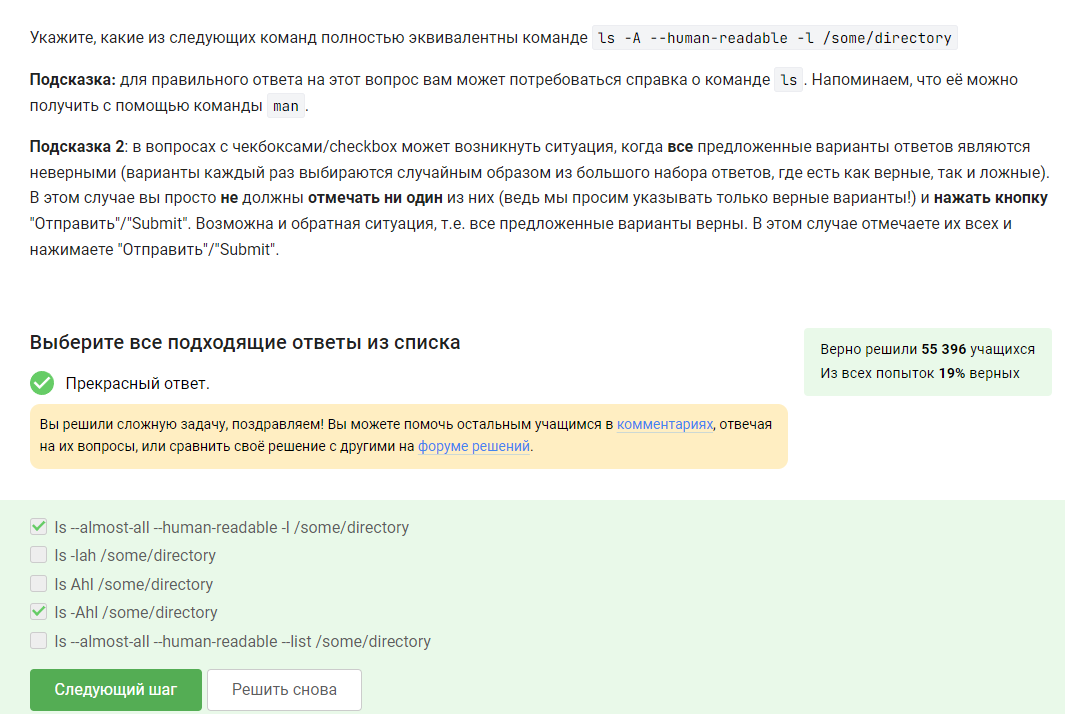 Укажите, какие из следующих команд полностью эквивалентны команде ls -A --human-readable -l /some/directory
Подсказка: для правильного ответа на этот вопрос вам может потребоваться справка о команде ls. Напоминаем, что её можно
получить с помощью команды man.
Подсказка 2: в вопросах с чекбоксами/checkbox может возникнуть ситуация, когда все предложенные варианты ответов являются
неверными (варианты каждый раз выбираются случайным образом из большого набора ответов, где есть как верные, так и ложные).
В этом случае вы просто не должны отмечать ни один из них (ведь мы просим указывать только верные варианты!) и нажать кнопку
"Отправить"/"Submit". Возможна и обратная ситуация, т.е. все предложенные варианты верны. В этом случае отмечаете их всех и
нажимаете "Отправить"/"Submit".
Выберите все подходящие ответы из списка
Верно решили 55 396 учащихся
Из всех попыток 19% верных
Прекрасный ответ.
Вы решили сложную задачу, поздравляем! Вы можете помочь остальным учащимся в комментариях, отвечая
на их вопросы, или сравнить своё решение с другими на форуме решений.
ls --almost-all --human-readable -l /some/directory
ls -lah /some/directory
ls Ahl /some/directory
ls -Ahl /some/directory
ls --almost-all --human-readable --list /some/directory
Следующий шаг
Решить снова